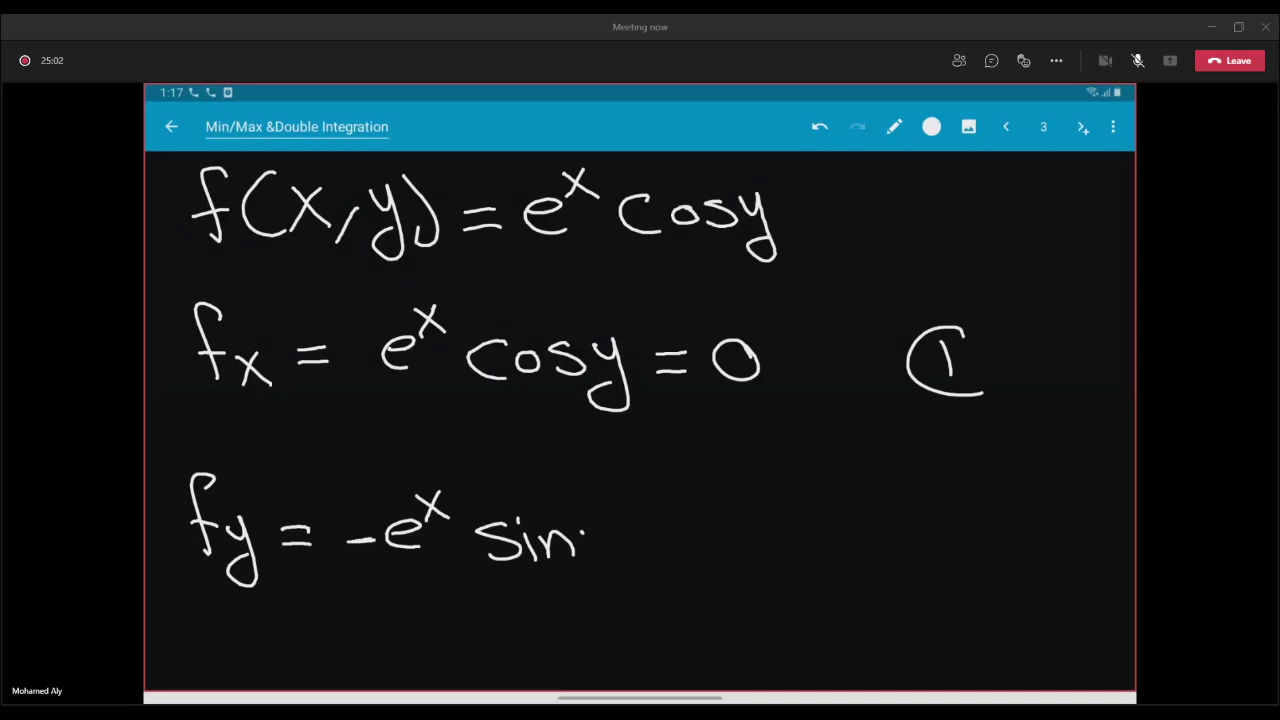 Meeting now
25:02
Leave
1:17
Min/Max &Double Integration
3
f(x,y) = e^x cosy
fx = e^x cosy = 0 ①
fy = -e^x sin
Mohamed Aly